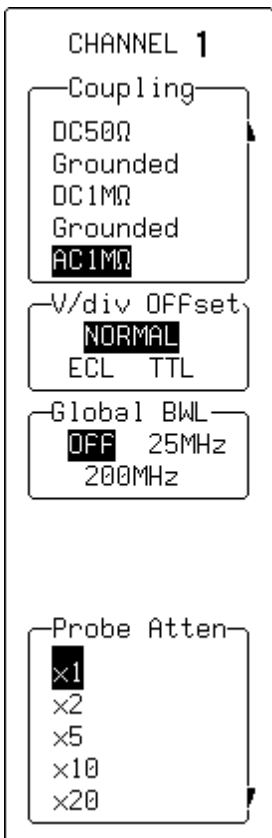 CHANNEL 1
Coupling
DC50Ω
Grounded
DC1MΩ
Grounded
AC1MΩ
V/div OFFset
NORMAL
ECL TTL
Global BWL
OFF 25MHz
200MHz
Probe Atten
×1
×2
×5
×10
×20